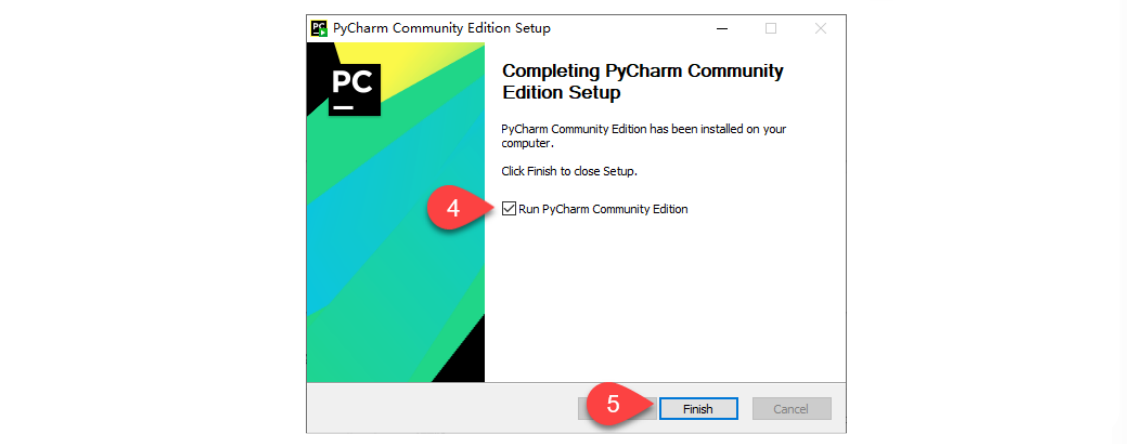 PyCharm Community Edition Setup
PC
Completing PyCharm Community
Edition Setup
PyCharm Community Edition has been installed on your
computer.
Click Finish to close Setup.
4
Run PyCharm Community Edition
5
Finish
Cancel